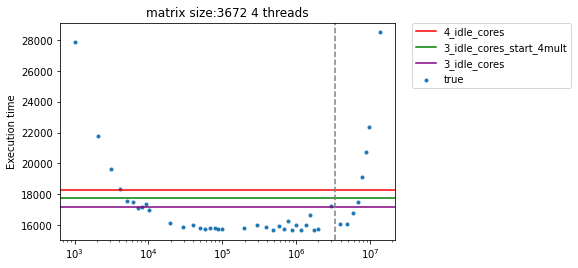 matrix size:3672 4 threads
4_idle_cores
3_idle_cores_start_4mult
3_idle_cores
true
Execution time
28000
26000
24000
22000
20000
18000
16000
10³
10⁴
10⁵
10⁶
10⁷